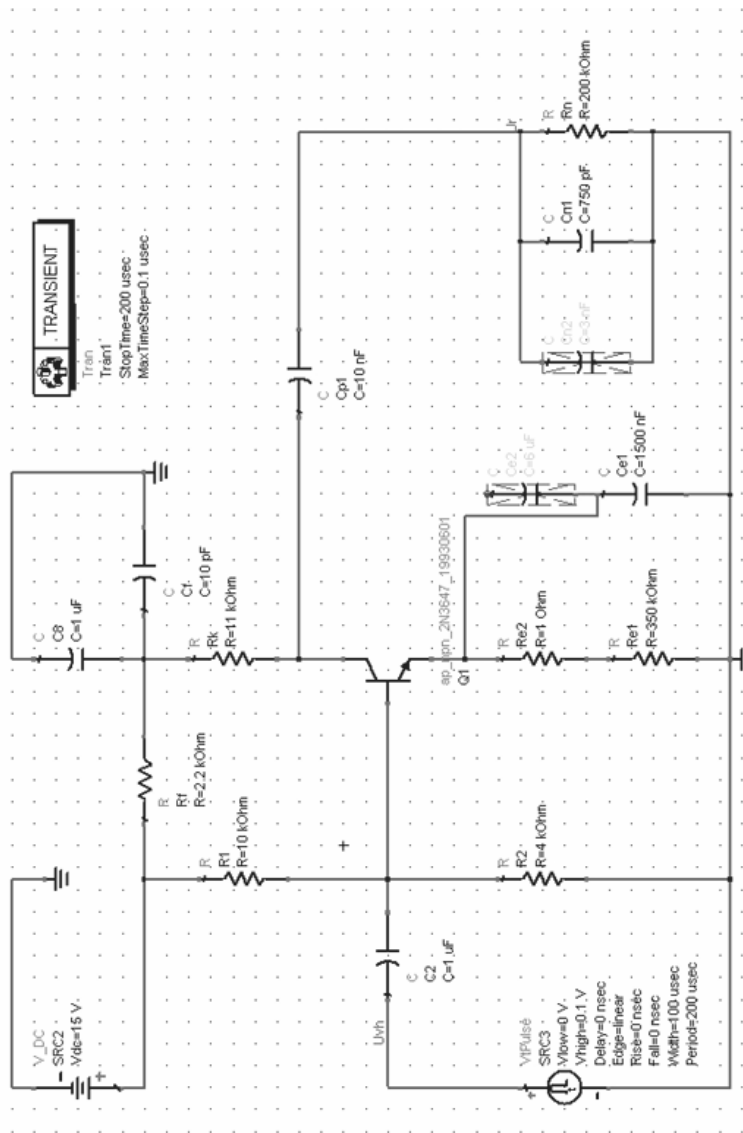 V_DC
SRC2
Vdc=15 V
-
+
C
C8
C=1 uF
C
Cf
C=10 pF
TRANSIENT
Tran
Tran1
StopTime=200 usec
MaxTimeStep=0.1 usec
R
Rf
R=2.2 kOhm
R
R1
R=10 kOhm
R
Rk
R=11 kOhm
C
Cp1
C=10 nF
+
Uvh
C
C2
C=1 uF
ap_npn_2N3647_19930601
Q1
R
R2
R=4 kOhm
R
Re2
R=1 Ohm
R
Re1
R=350 kOhm
C
Ce2
C=6 uF
C
Ce1
C=1500 nF
C
Cn2
C=3 nF
C
Cn1
C=750 pF
R
Rn
R=200 kOhm
VtPulse
SRC3
Vlow=0 V
Vhigh=0.1 V
Delay=0 nsec
Edge=linear
Rise=0 nsec
Fall=0 nsec
Width=100 usec
Period=200 usec
+
-